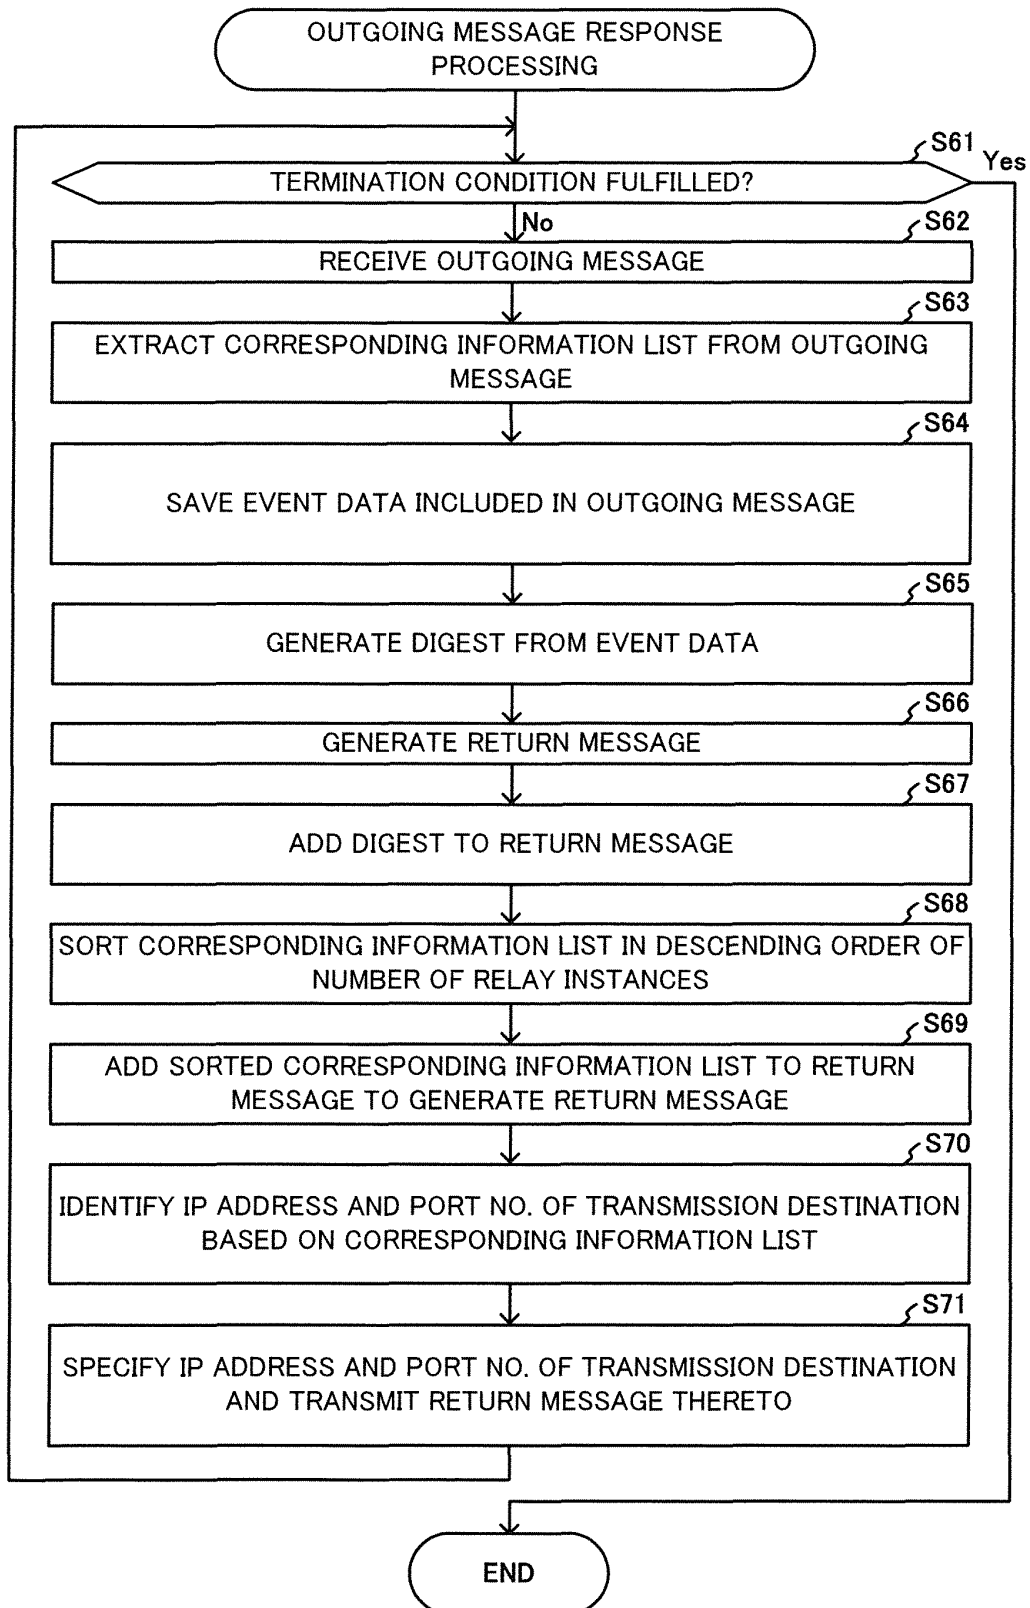 OUTGOING MESSAGE RESPONSE
PROCESSING
S61
Yes
TERMINATION CONDITION FULFILLED?
No
S62
RECEIVE OUTGOING MESSAGE
S63
EXTRACT CORRESPONDING INFORMATION LIST FROM OUTGOING
MESSAGE
S64
SAVE EVENT DATA INCLUDED IN OUTGOING MESSAGE
S65
GENERATE DIGEST FROM EVENT DATA
S66
GENERATE RETURN MESSAGE
S67
ADD DIGEST TO RETURN MESSAGE
S68
SORT CORRESPONDING INFORMATION LIST IN DESCENDING ORDER OF
NUMBER OF RELAY INSTANCES
S69
ADD SORTED CORRESPONDING INFORMATION LIST TO RETURN
MESSAGE TO GENERATE RETURN MESSAGE
S70
IDENTIFY IP ADDRESS AND PORT NO. OF TRANSMISSION DESTINATION
BASED ON CORRESPONDING INFORMATION LIST
S71
SPECIFY IP ADDRESS AND PORT NO. OF TRANSMISSION DESTINATION
AND TRANSMIT RETURN MESSAGE THERETO
END